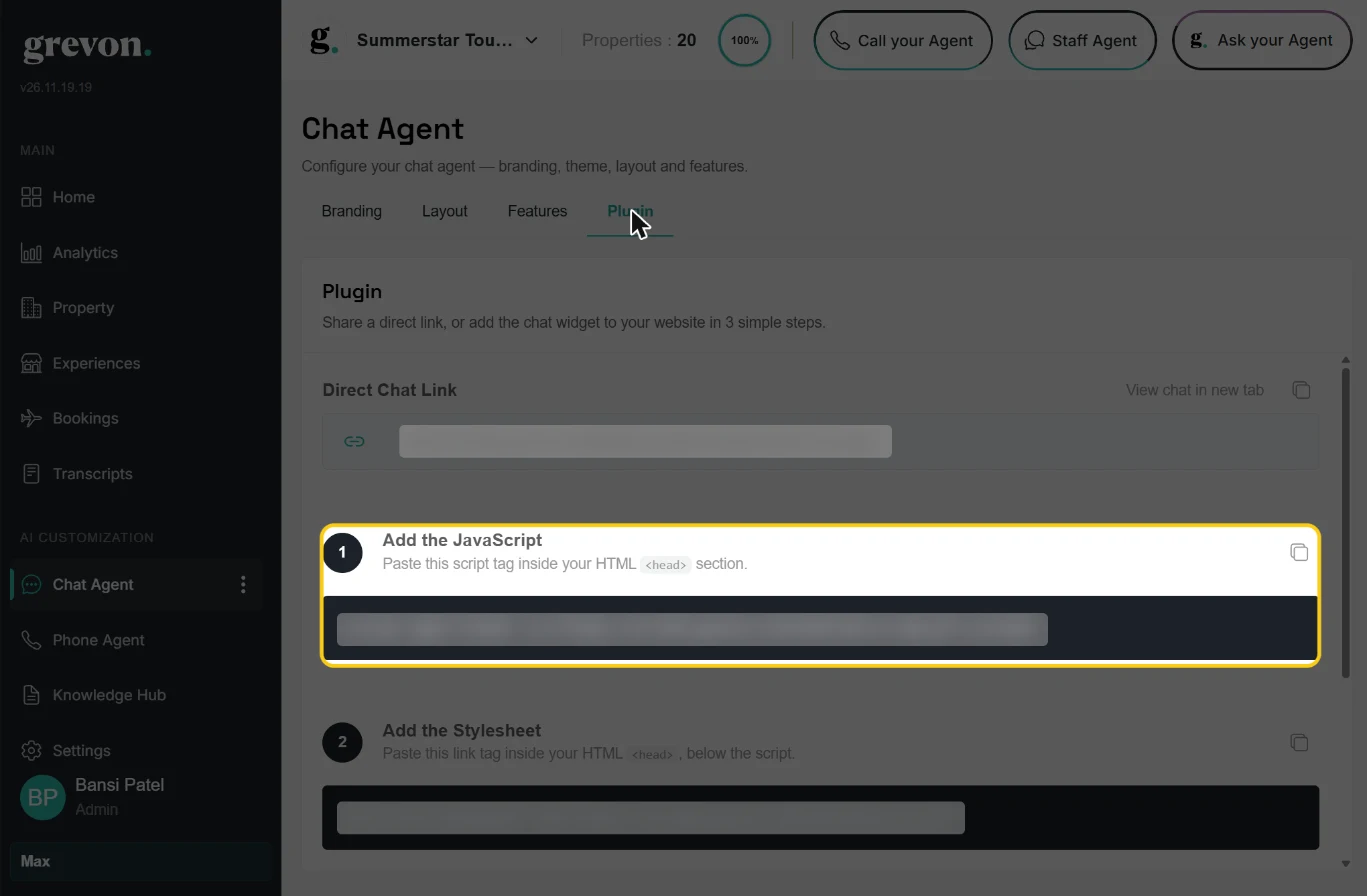 grevon.
v26.11.19.19
MAIN
Home
Analytics
Property
Experiences
Bookings
Transcripts
AI CUSTOMIZATION
Chat Agent
Phone Agent
Knowledge Hub
Settings
BP
Bansi Patel
Admin
Max
g.
Summerstar Tou...
Properties : 20
100%
Call your Agent
Staff Agent
g. Ask your Agent
Chat Agent
Configure your chat agent — branding, theme, layout and features.
Branding Layout Features Plugin
Plugin
Share a direct link, or add the chat widget to your website in 3 simple steps.
Direct Chat Link
View chat in new tab
1
Add the JavaScript
Paste this script tag inside your HTML <head> section.
2
Add the Stylesheet
Paste this link tag inside your HTML <head> , below the script.